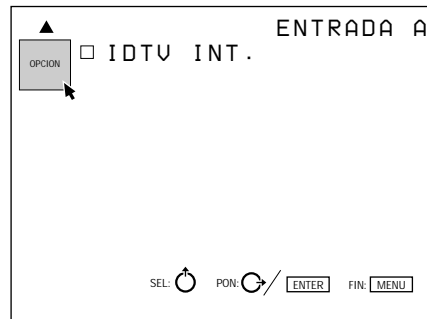 ENTRADA A
OPCION
□ IDTV INT.
SEL: PON: / ENTER FIN: MENU